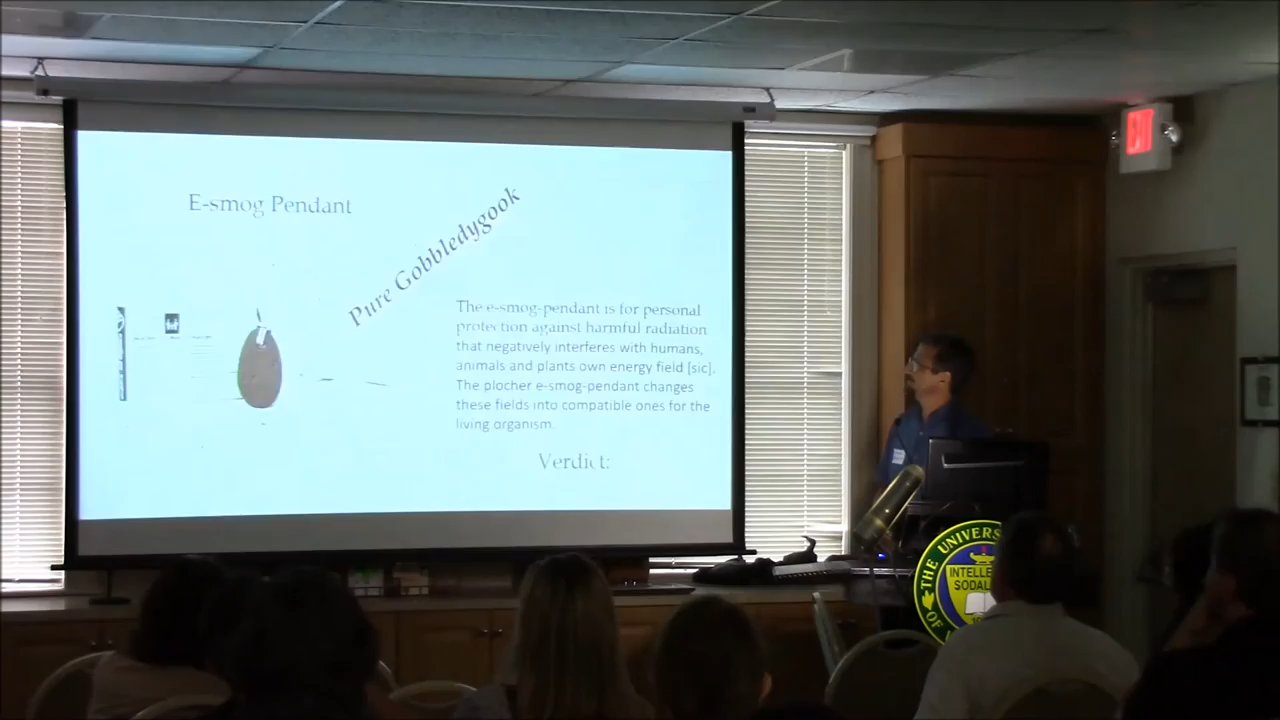 E-smog Pendant
Pure Gobbledygook
The e-smog-pendant is for personal
protection against harmful radiation
that negatively interferes with humans,
animals and plants own energy field [sic].
The plocher e-smog-pendant changes
these fields into compatible ones for the
living organism.
Verdict:
EXIT
THE UNIVERS
INTELLE
SODAL
OF